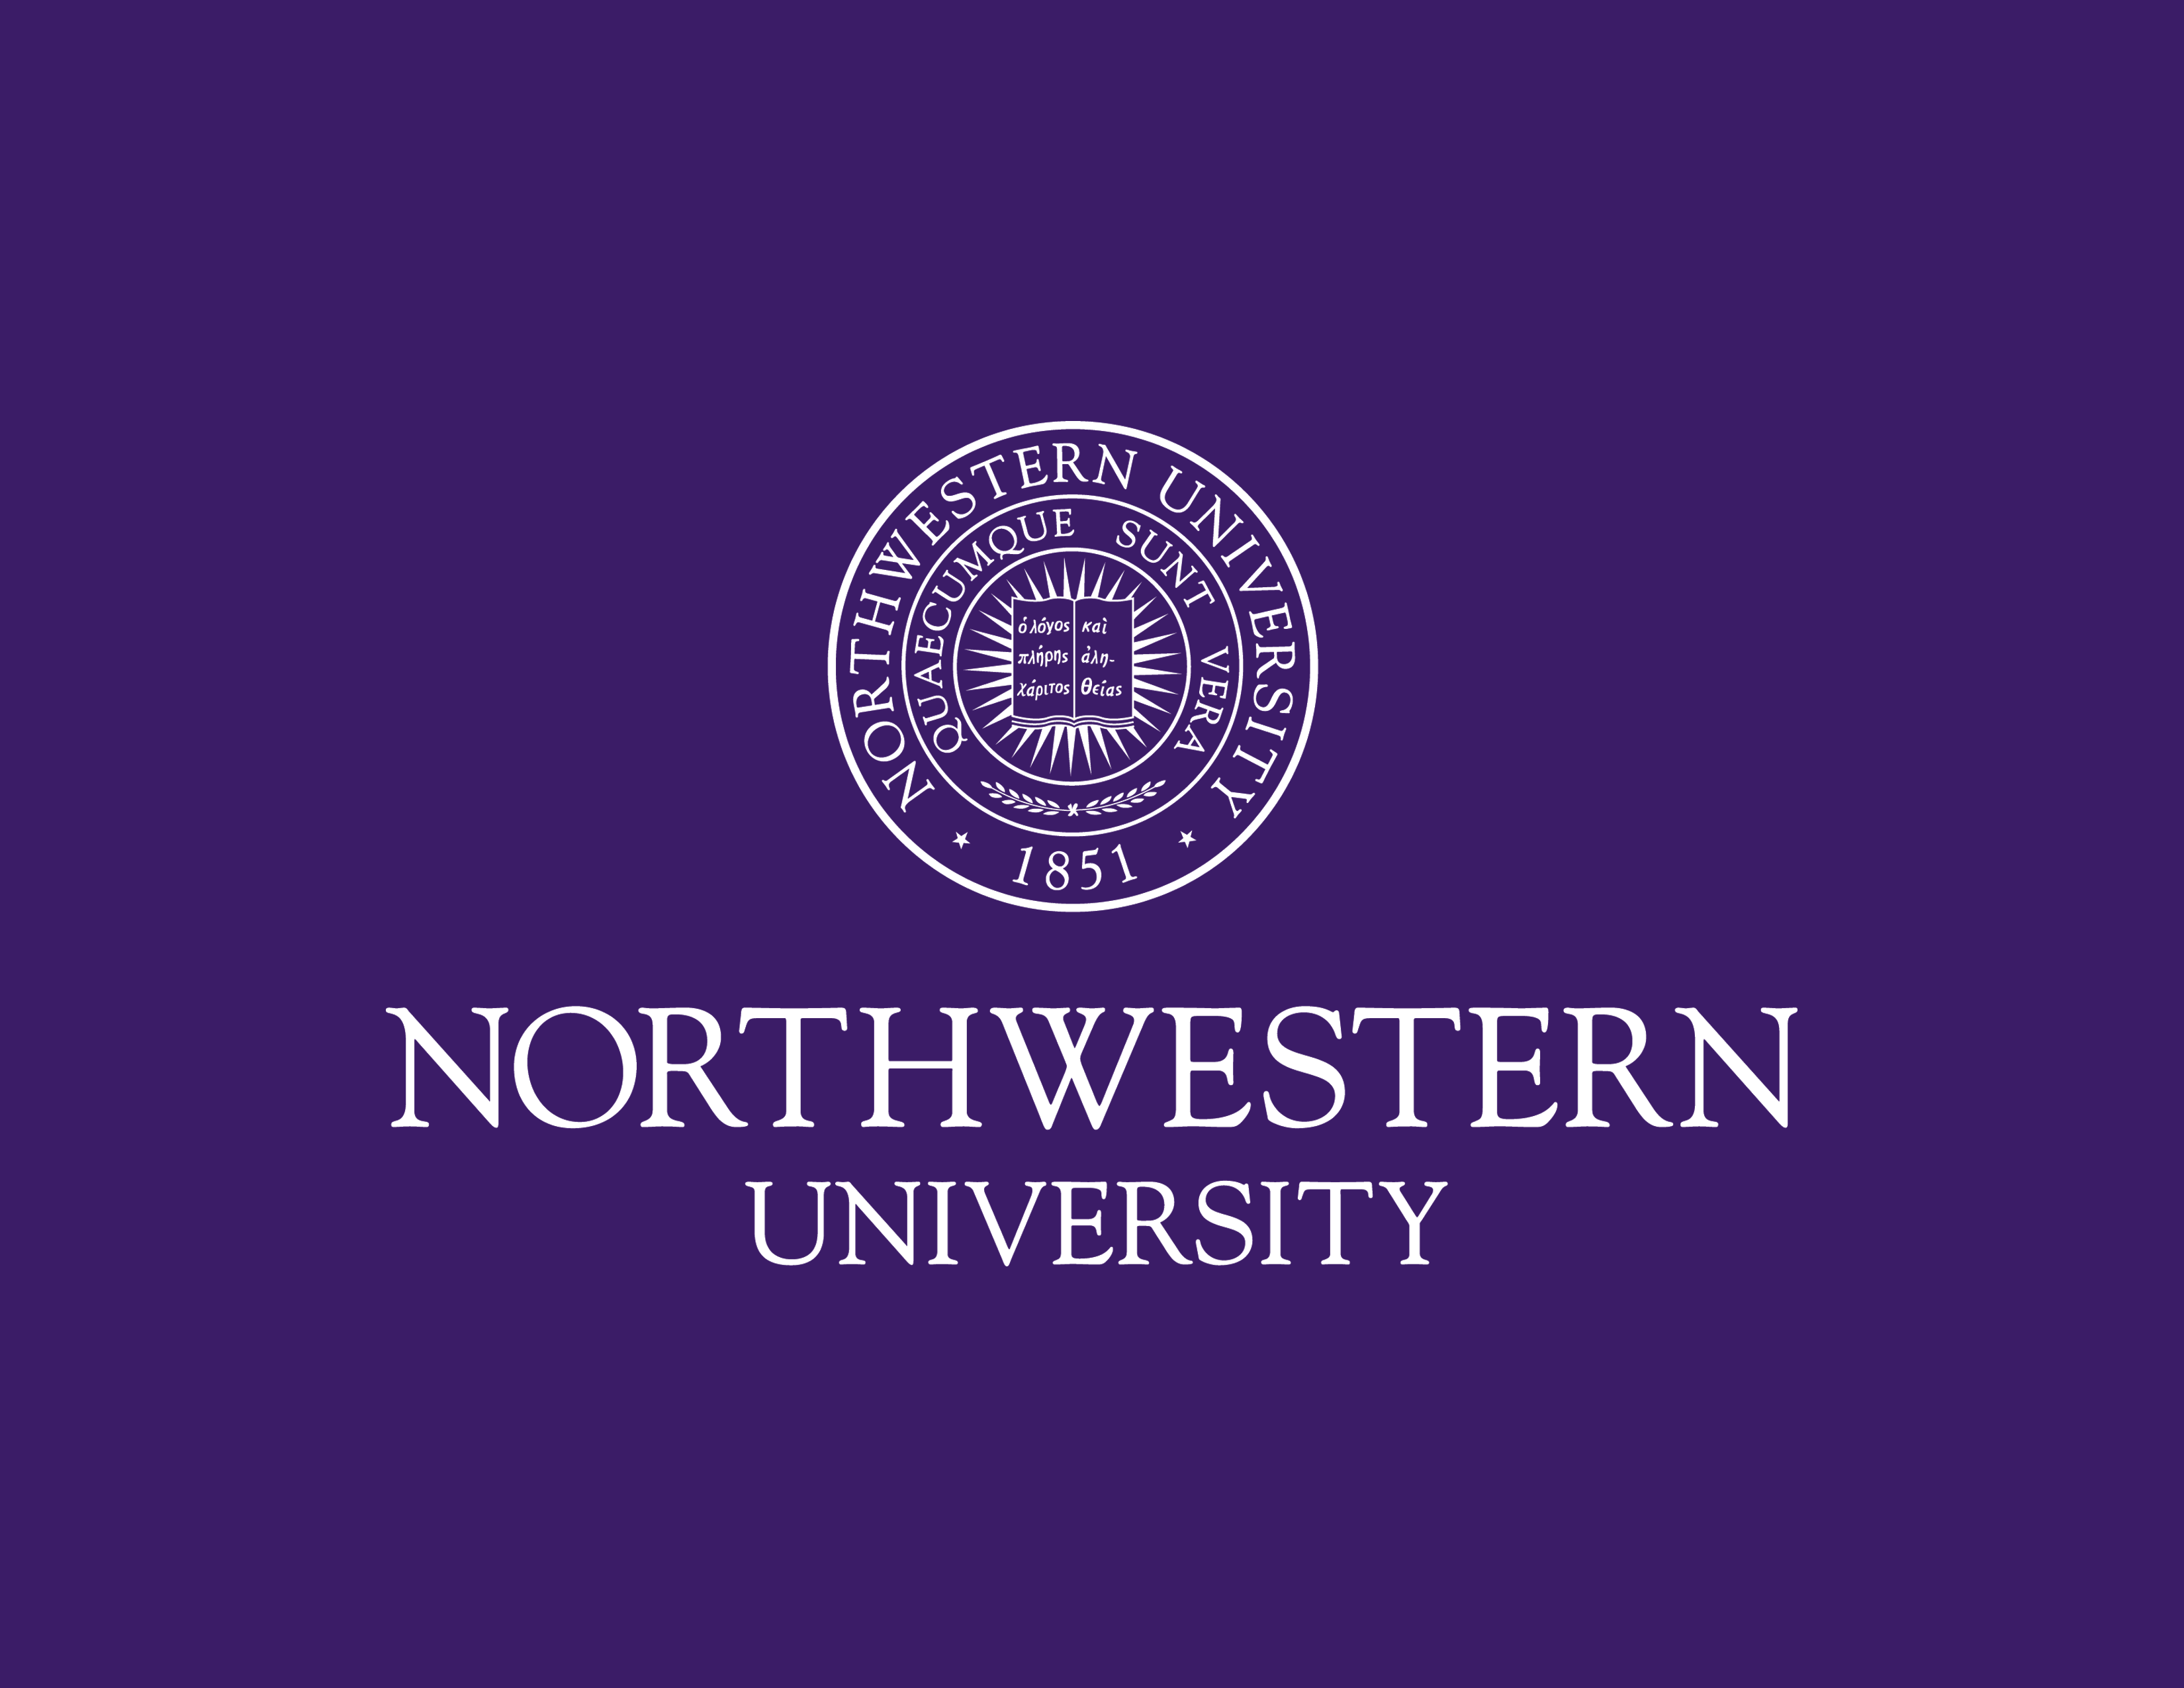 NORTHWESTERN UNIVERSITY
QUAECUMQUE SUNT VERA
ὁ λόγος
πλήρης
χάριτος
καὶ
ἀλη-
θείας
1851
NORTHWESTERN
UNIVERSITY